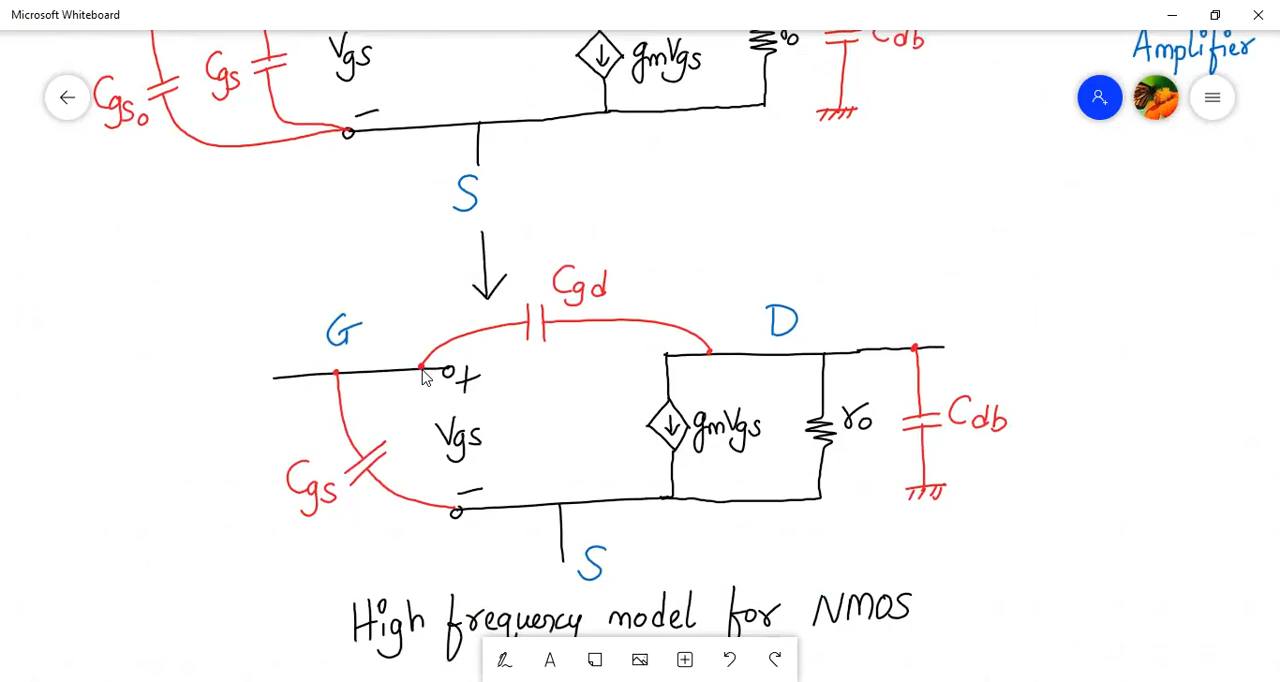 Microsoft Whiteboard
Cgso
Cgs
Vgs
gmVgs
ro
Cdb
Amplifier
S
Cgd
G
D
+
Vgs
gmVgs
ro
Cdb
Cgs
−
S
High frequency model for NMOS
A